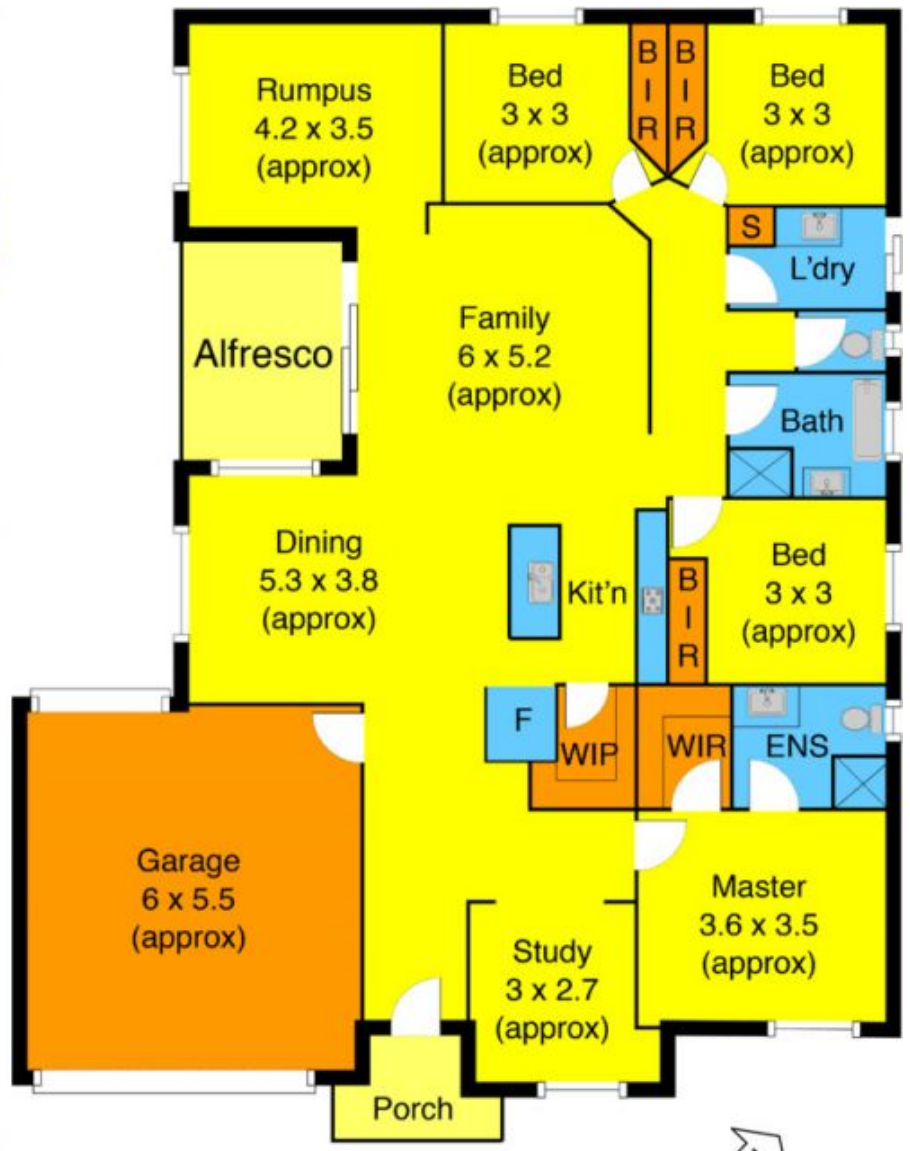 Rumpus
4.2 x 3.5
(approx)
Bed
3 x 3
(approx)
B
I
R
B
I
R
Bed
3 x 3
(approx)
S
L'dry
Alfresco
Family
6 x 5.2
(approx)
Bath
Dining
5.3 x 3.8
(approx)
Kit'n
B
I
R
Bed
3 x 3
(approx)
F
WIP
WIR
ENS
Garage
6 x 5.5
(approx)
Master
3.6 x 3.5
(approx)
Study
3 x 2.7
(approx)
Porch